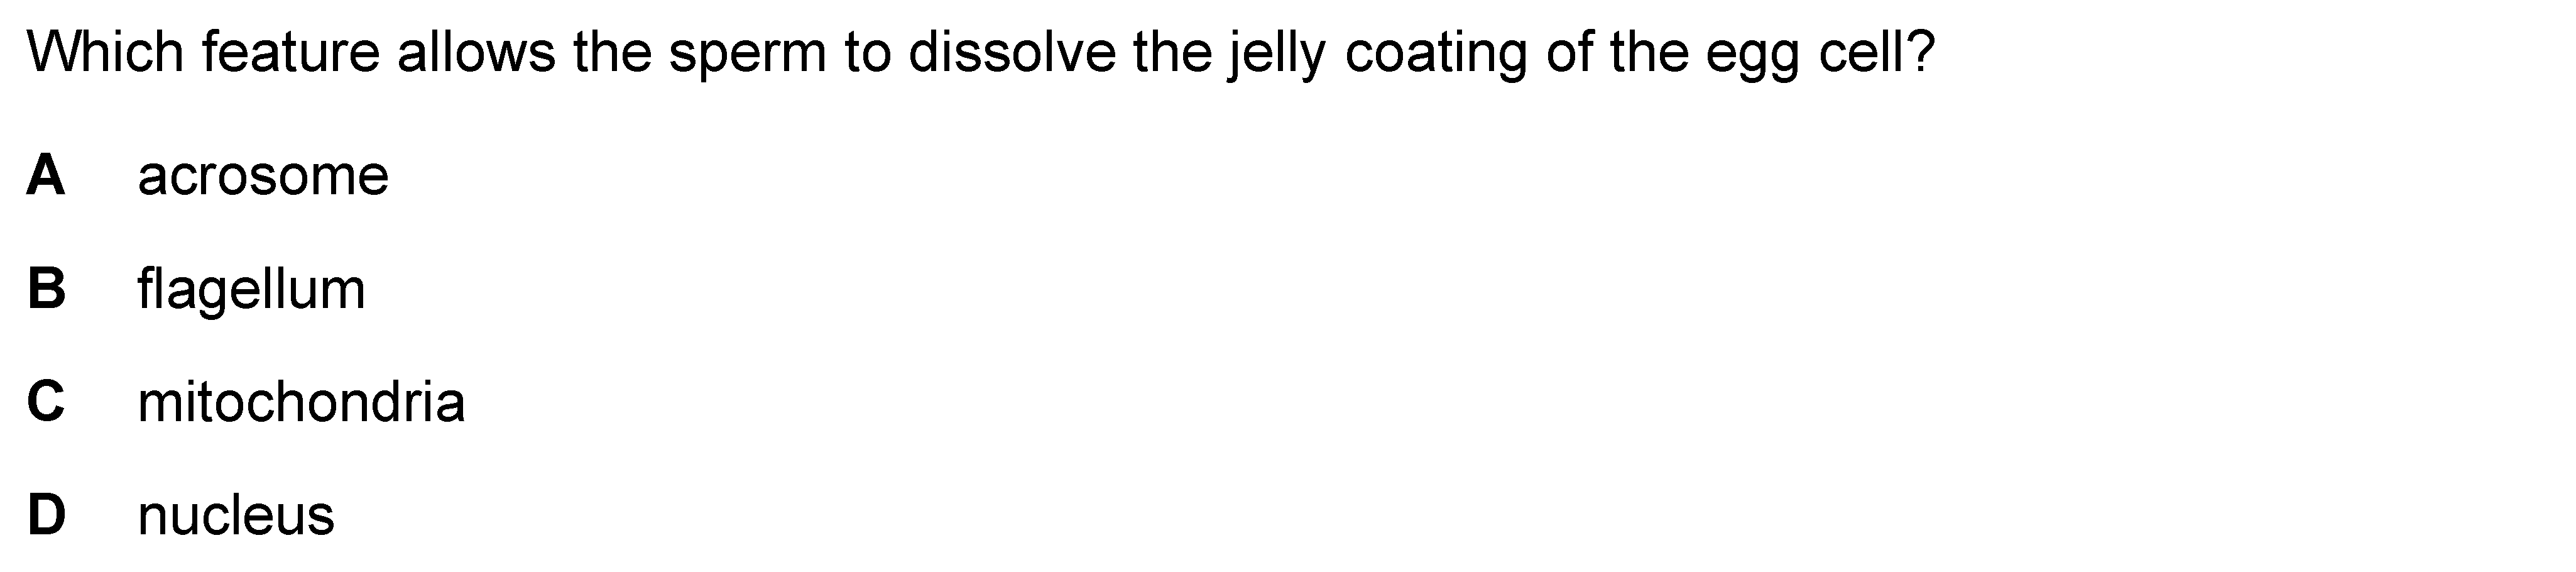 Which feature allows the sperm to dissolve the jelly coating of the egg cell?
A acrosome
B flagellum
C mitochondria
D nucleus